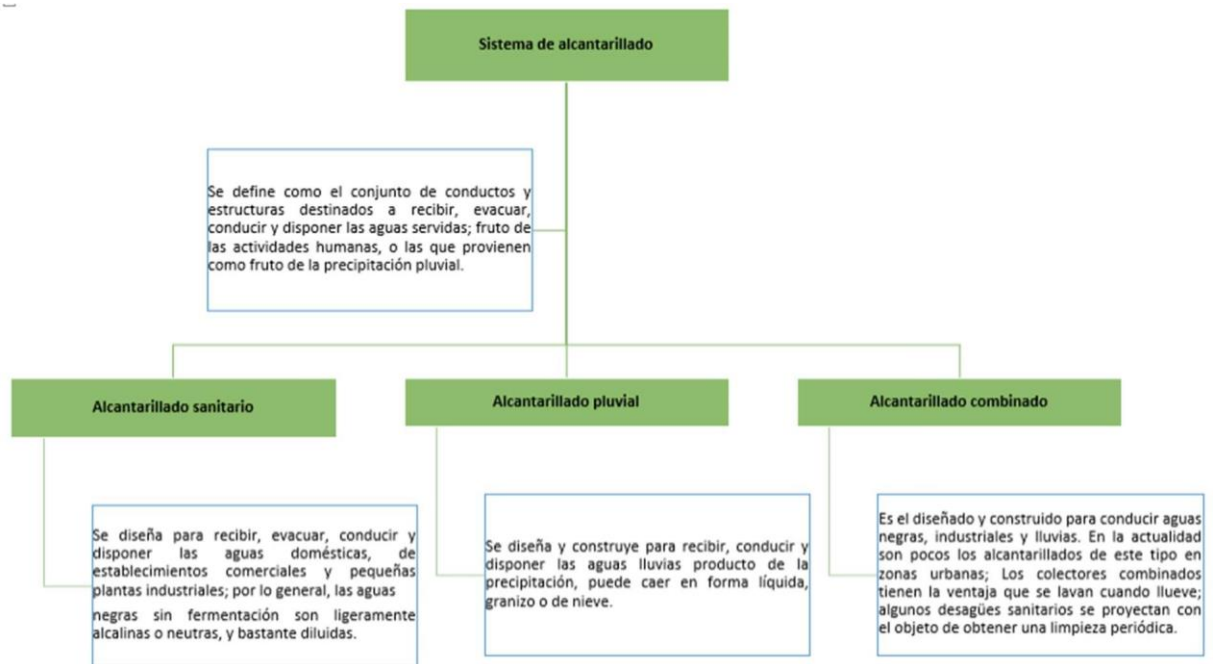 Sistema de alcantarillado
Se define como el conjunto de conductos y
estructuras destinados a recibir, evacuar,
conducir y disponer las aguas servidas; fruto de
las actividades humanas, o las que provienen
como fruto de la precipitación pluvial.
Alcantarillado sanitario
Se diseña para recibir, evacuar, conducir y
disponer las aguas domésticas, de
establecimientos comerciales y pequeñas
plantas industriales; por lo general, las aguas
negras sin fermentación son ligeramente
alcalinas o neutras, y bastante diluidas.
Alcantarillado pluvial
Se diseña y construye para recibir, conducir y
disponer las aguas lluvias producto de la
precipitación, puede caer en forma líquida,
granizo o de nieve.
Alcantarillado combinado
Es el diseñado y construido para conducir aguas
negras, industriales y lluvias. En la actualidad
son pocos los alcantarillados de este tipo en
zonas urbanas; Los colectores combinados
tienen la ventaja que se lavan cuando llueve;
algunos desagües sanitarios se proyectan con
el objeto de obtener una limpieza periódica.